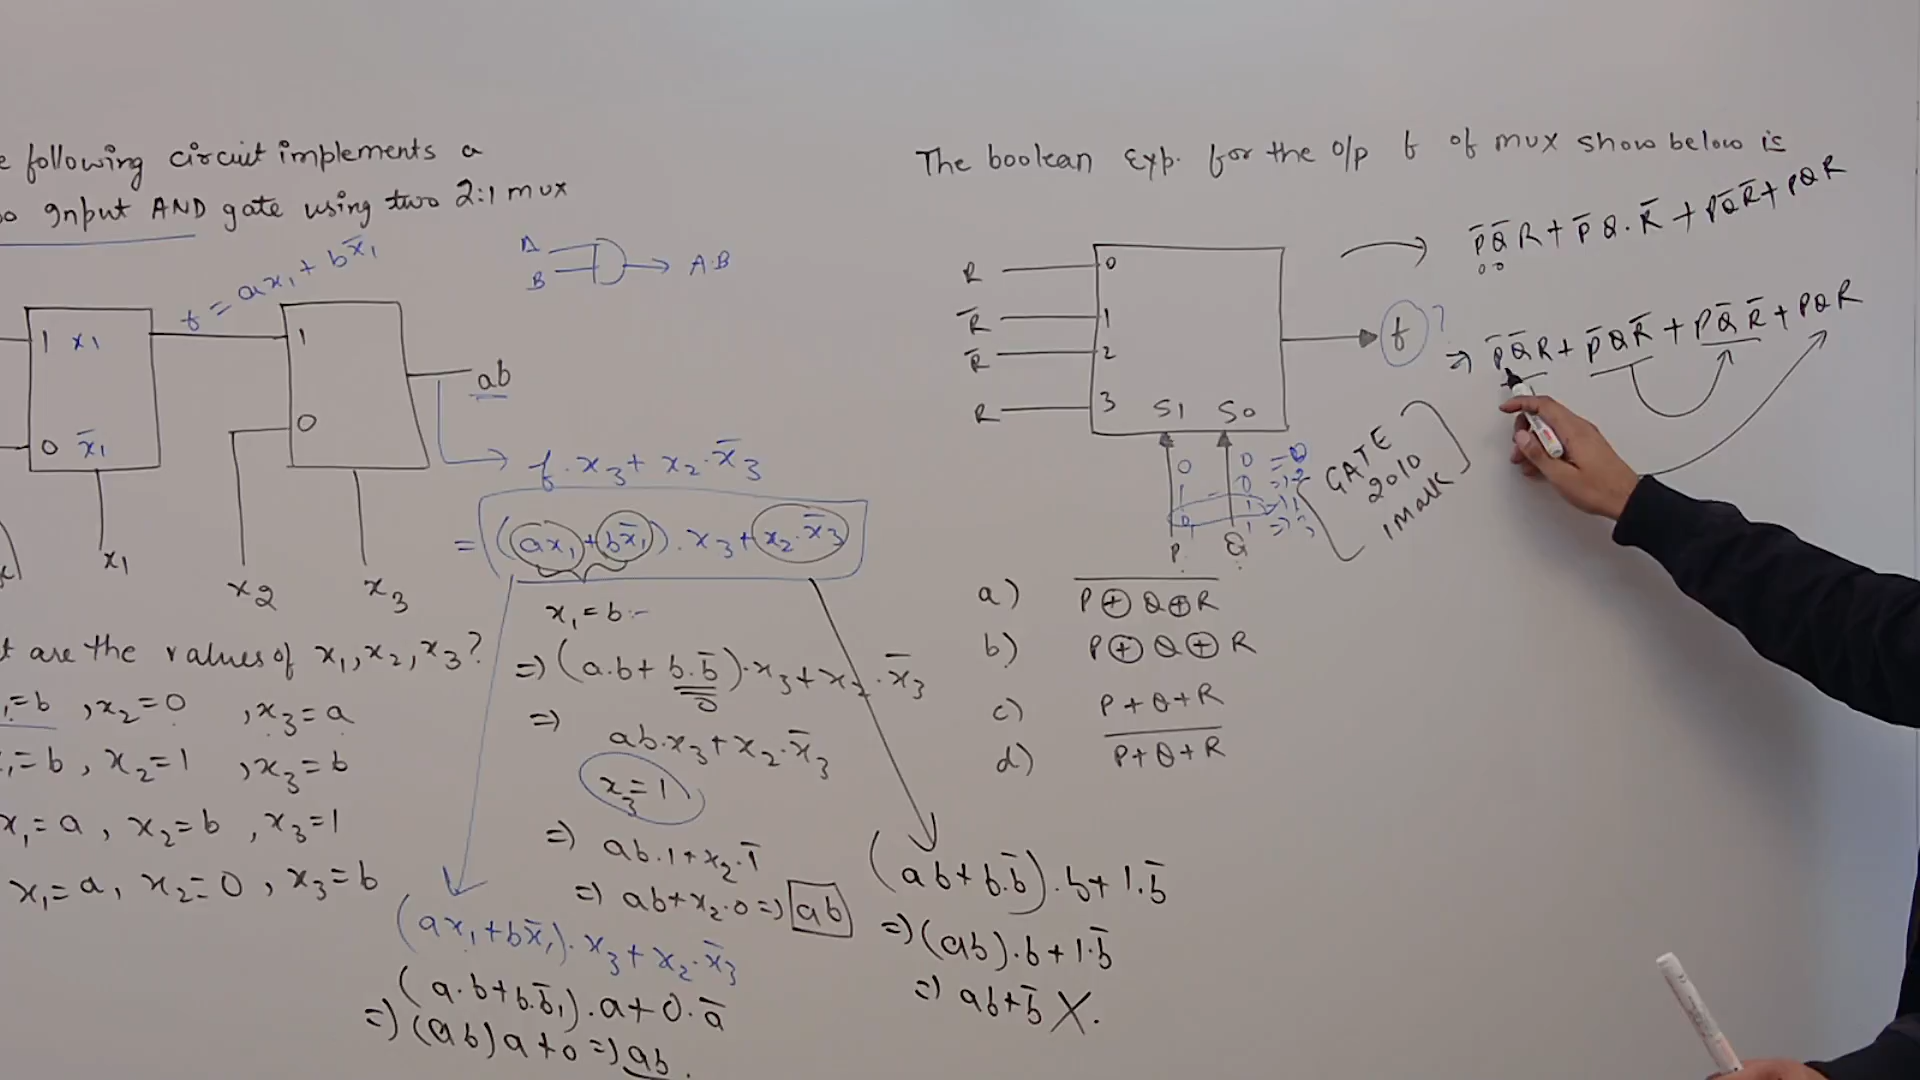 following circuit implements a
Input AND gate using two 2:1 mux
f = ax₁ + bx̅₁
A
B
A.B
1 x₁
0 x̅₁
1
0
ab
x₁
x₂
x₃
f.x₃ + x₂.x̅₃
= (ax₁ + bx̅₁).x₃ + x₂.x̅₃
x₁ = b
are the values of x₁, x₂, x₃?
=b , x₂=0 , x₃=a
=b , x₂=1 , x₃=b
x₁=a , x₂=b , x₃=1
x₁=a , x₂=0 , x₃=b
=) (a.b + b.b̅).x₃ + x₂.x̅₃
0
=) ab.x₃ + x₂.x̅₃
x₃=1
=) ab.1 + x₂.1̅
=) ab + x₂.0 =) ab
(ax₁ + bx̅₁).x₃ + x₂.x̅₃
(a.b + b.b̅₁).a + 0.a̅
=) (ab)a + 0 =) ab.
(ab + b.b̅).b + 1.b̅
=) (ab).b + 1.b̅
=) ab + b̅ X.
The boolean Exp. for the o/p f of mux show below is
R 0
R̅ 1
R̅ 2
R 3
S1 S0
f ?
P Q
P̅Q̅R + P̅Q.R̅ + PQ̅R̅ + PQR
00
=) P̅Q̅R + P̅QR̅ + PQ̅R̅ + PQR
GATE
2010
1 Mark
a) P̅ ̅⊕̅ ̅Q̅ ̅⊕̅ ̅R̅
b) P ⊕ Q ⊕ R
c) P + Q + R
d) P̅ ̅+̅ ̅Q̅ ̅+̅ ̅R̅